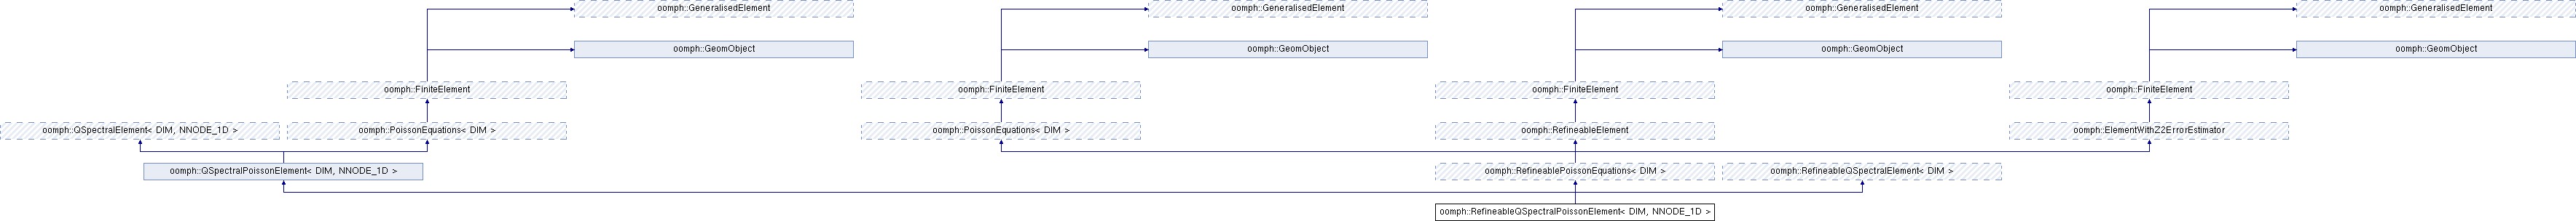 oomph::GeneralisedElement
oomph::GeneralisedElement
oomph::GeneralisedElement
oomph::GeneralisedElement
oomph::GeomObject
oomph::GeomObject
oomph::GeomObject
oomph::GeomObject
oomph::FiniteElement
oomph::FiniteElement
oomph::FiniteElement
oomph::FiniteElement
oomph::QSpectralElement< DIM, NNODE_1D >
oomph::PoissonEquations< DIM >
oomph::PoissonEquations< DIM >
oomph::RefineableElement
oomph::ElementWithZ2ErrorEstimator
oomph::QSpectralPoissonElement< DIM, NNODE_1D >
oomph::RefineablePoissonEquations< DIM >
oomph::RefineableQSpectralElement< DIM >
oomph::RefineableQSpectralPoissonElement< DIM, NNODE_1D >